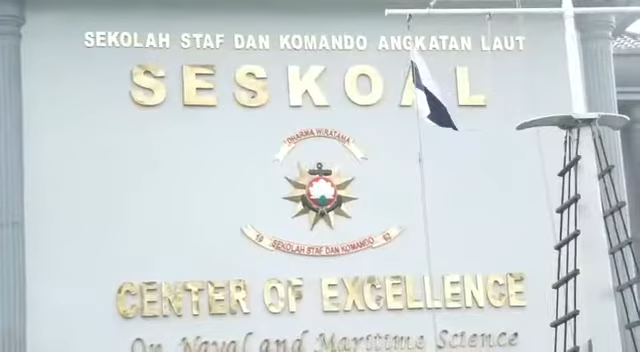 SEKOLAH STAF DAN KOMANDO ANGKATAN LAUT
SESKOAL
DHARMA WIRATAMA
19 SEKOLAH STAF DAN KOMANDO 62
CENTER OF EXCELLENCE
On Naval and Maritime Science